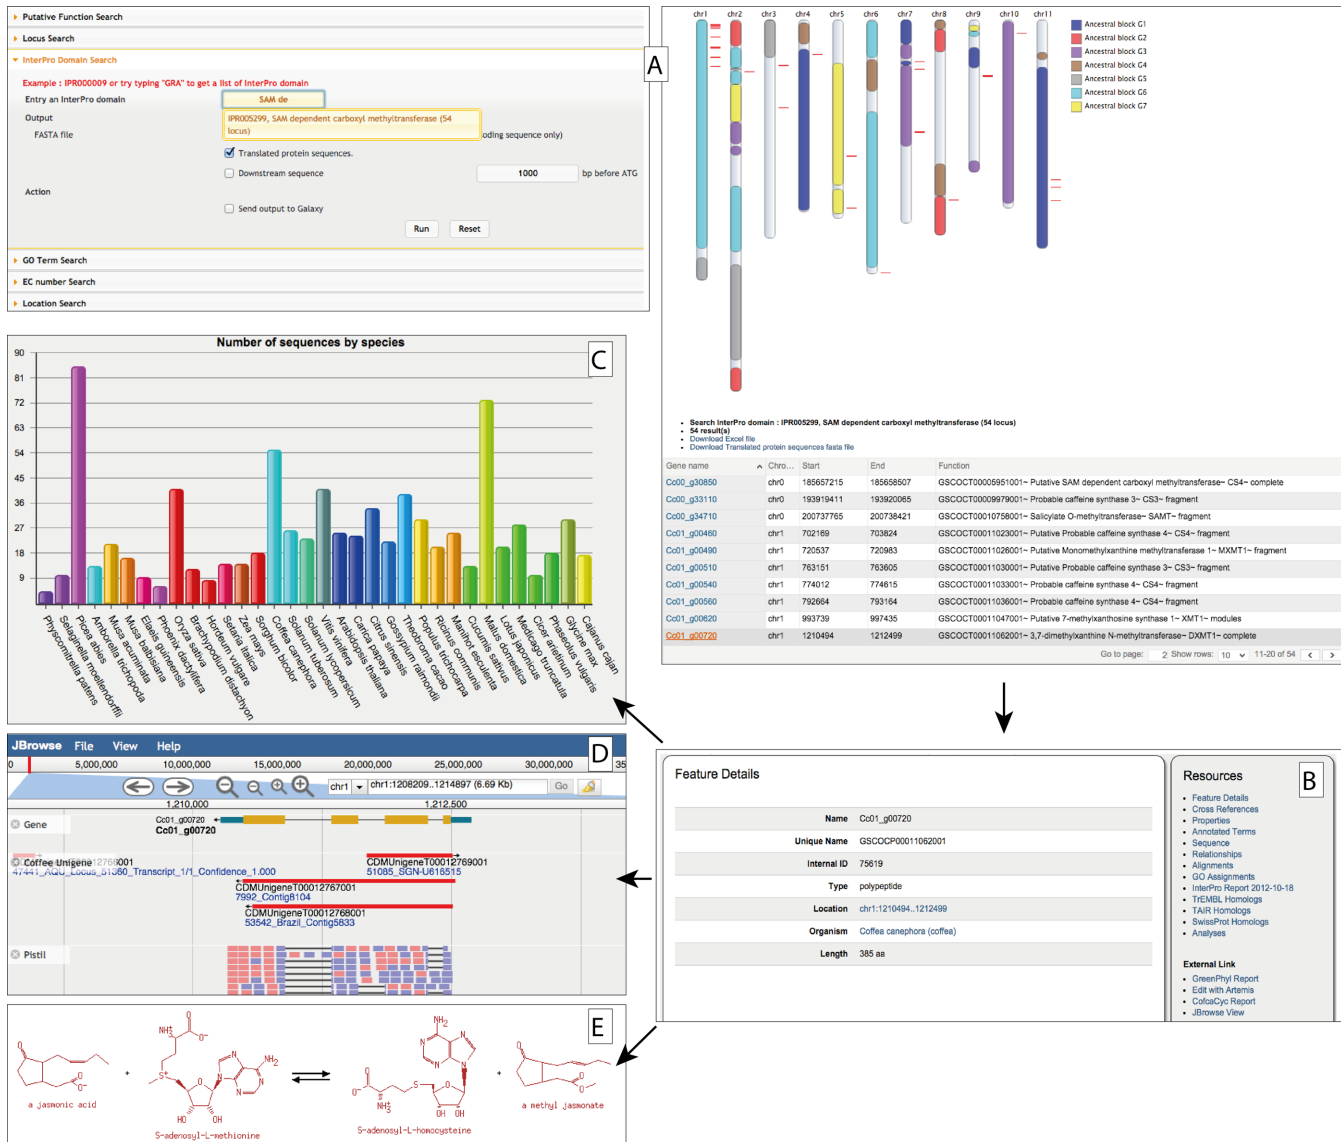 Putative Function Search
Locus Search
InterPro Domain Search
Example : IPR000009 or try typing "GRA" to get a list of InterPro domain
Entry an InterPro domain
SAM de
Output
IPR005299, SAM dependent carboxyl methyltransferase (54 locus)
FASTA file
oding sequence only)
Translated protein sequences.
Downstream sequence
1000
bp before ATG
Action
Send output to Galaxy
Run
Reset
GO Term Search
EC number Search
Location Search
A
chr1 chr2 chr3 chr4 chr5 chr6 chr7 chr8 chr9 chr10 chr11
Ancestral block G1
Ancestral block G2
Ancestral block G3
Ancestral block G4
Ancestral block G5
Ancestral block G6
Ancestral block G7
Search InterPro domain : IPR005299, SAM dependent carboxyl methyltransferase (54 locus)
54 result(s)
Download Excel file
Download Translated protein sequences fasta file
Gene name Chro... Start End Function
Cc00_g30850 chr0 185657215 185658507 GSCOCT00005951001~ Putative SAM dependent carboxyl methyltransferase~ CS4~ complete
Cc00_g33110 chr0 193919411 193920065 GSCOCT00009979001~ Probable caffeine synthase 3~ CS3~ fragment
Cc00_g34710 chr0 200737765 200738421 GSCOCT00010758001~ Salicylate O-methyltransferase~ SAMT~ fragment
Cc01_g00460 chr1 702169 703824 GSCOCT00011023001~ Putative Probable caffeine synthase 4~ CS4~ fragment
Cc01_g00490 chr1 720537 720983 GSCOCT00011026001~ Putative Monomethylxanthine methyltransferase 1~ MXMT1~ fragment
Cc01_g00510 chr1 763151 763605 GSCOCT00011030001~ Putative Probable caffeine synthase 3~ CS3~ fragment
Cc01_g00540 chr1 774012 774615 GSCOCT00011033001~ Probable caffeine synthase 4~ CS4~ fragment
Cc01_g00560 chr1 792664 793164 GSCOCT00011036001~ Probable caffeine synthase 4~ CS4~ fragment
Cc01_g00620 chr1 993739 997435 GSCOCT00011047001~ Putative 7-methylxanthosine synthase 1~ XMT1~ modules
Cc01_g00720 chr1 1210494 1212499 GSCOCT00011062001~ 3,7-dimethylxanthine N-methyltransferase~ DXMT1~ complete
Go to page: 2 Show rows: 10 11-20 of 54
Number of sequences by species
C
90
81
72
63
54
45
36
27
18
9
Physcomitrella patens
Selaginella moellendorffii
Picea abies
Amborella trichopoda
Musa acuminata
Musa balbisiana
Elaeis guineensis
Phoenix dactylifera
Oryza sativa
Brachypodium distachyon
Hordeum vulgare
Setaria italica
Zea mays
Sorghum bicolor
Coffea canephora
Solanum tuberosum
Solanum lycopersicum
Vitis vinifera
Arabidopsis thaliana
Carica papaya
Citrus sinensis
Gossypium raimondii
Theobroma cacao
Populus trichocarpa
Ricinus communis
Manihot esculenta
Cucumis sativus
Malus domestica
Lotus japonicus
Medicago truncatula
Cicer arietinum
Phaseolus vulgaris
Glycine max
Cajanus cajan
JBrowse File View Help
D
0 5,000,000 10,000,000 15,000,000 20,000,000 25,000,000 30,000,000 35
chr1 chr1:1208209..1214897 (6.69 Kb) Go
1,210,000 1,212,500
Gene
Cc01_g00720
Cc01_g00720
Coffee Unigene
CDMUnigeneT00012769001
47441_AQU_Locus_51360_Transcript_1/1_Confidence_1.000
51085_SGN-U616515
CDMUnigeneT00012767001
7992_Contig8104
CDMUnigeneT00012768001
53542_Brazil_Contig5833
Pistil
Feature Details
Name Cc01_g00720
Unique Name GSCOCP00011062001
Internal ID 75619
Type polypeptide
Location chr1:1210494..1212499
Organism Coffea canephora (coffea)
Length 385 aa
Resources
B
Feature Details
Cross References
Properties
Annotated Terms
Sequence
Relationships
Alignments
GO Assignments
InterPro Report 2012-10-18
TrEMBL Homologs
TAIR Homologs
SwissProt Homologs
Analyses
External Link
GreenPhyl Report
Edit with Artemis
CofcaCyc Report
JBrowse View
E
a jasmonic acid
+
S-adenosyl-L-methionine
S-adenosyl-L-homocysteine
+
a methyl jasmonate